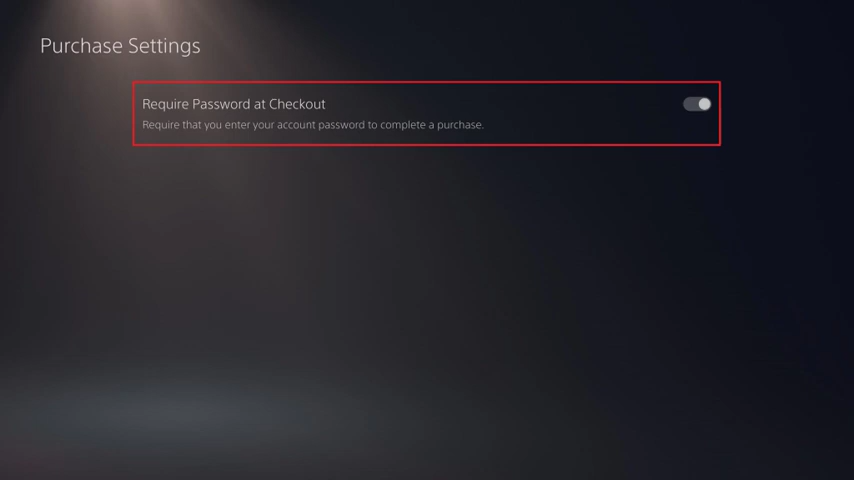 Purchase Settings
Require Password at Checkout
Require that you enter your account password to complete a purchase.